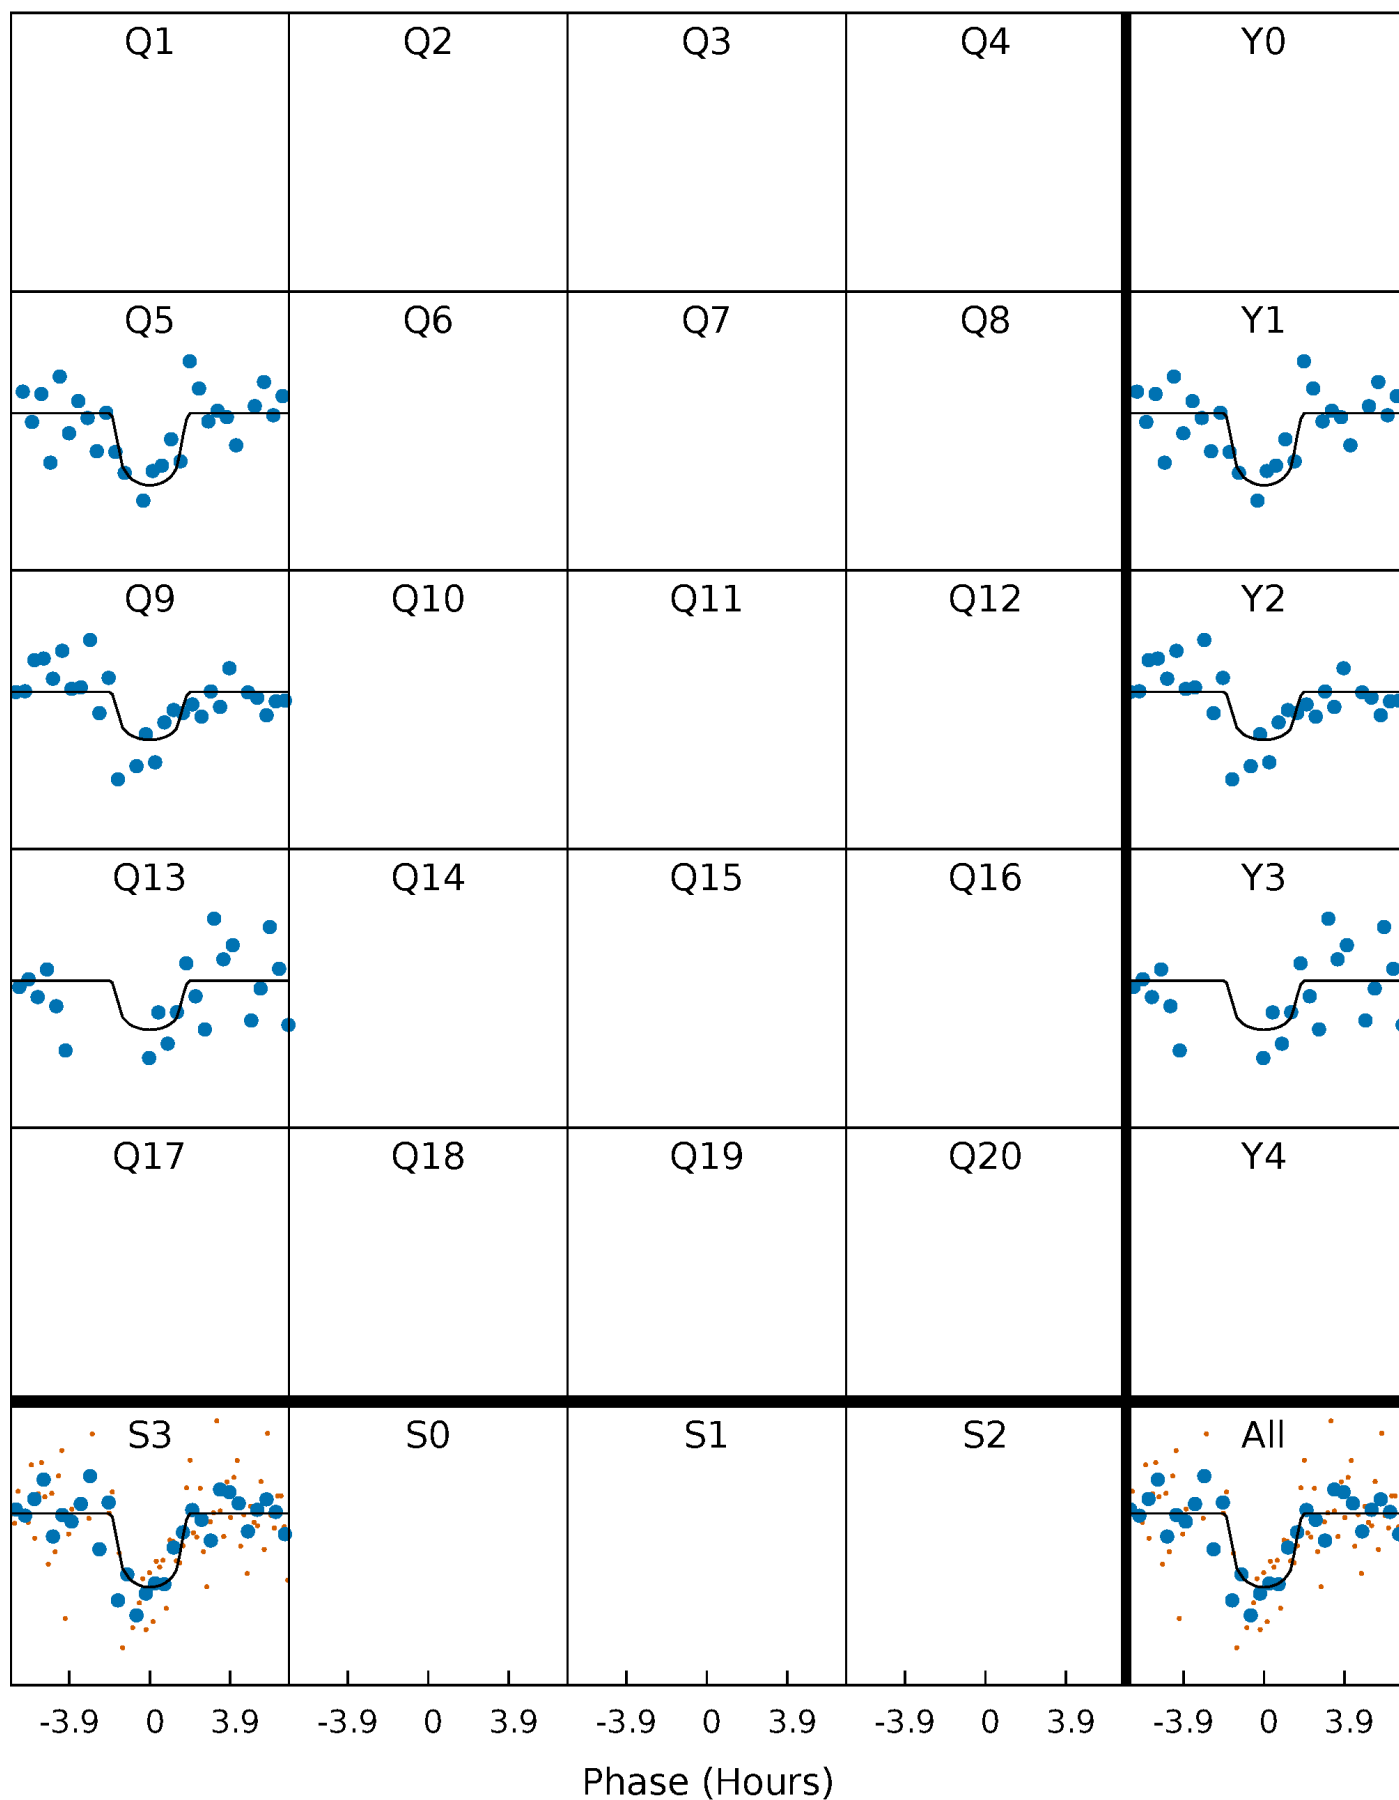 Q1 Q2 Q3 Q4 Y0
Q5 Q6 Q7 Q8 Y1
Q9 Q10 Q11 Q12 Y2
Q13 Q14 Q15 Q16 Y3
Q17 Q18 Q19 Q20 Y4
S3 S0 S1 S2 All
-3.9 0 3.9 -3.9 0 3.9 -3.9 0 3.9 -3.9 0 3.9 -3.9 0 3.9
Phase (Hours)